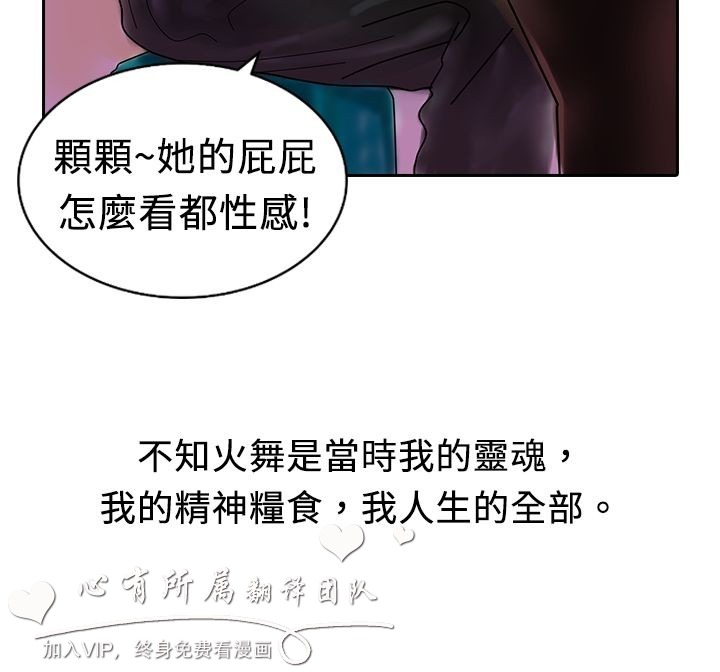 顆顆~她的屁屁
怎麼看都性感!
不知火舞是當時我的靈魂，
我的精神糧食，我人生的全部。
心有所属翻译团队
加入VIP，终身免费看漫画